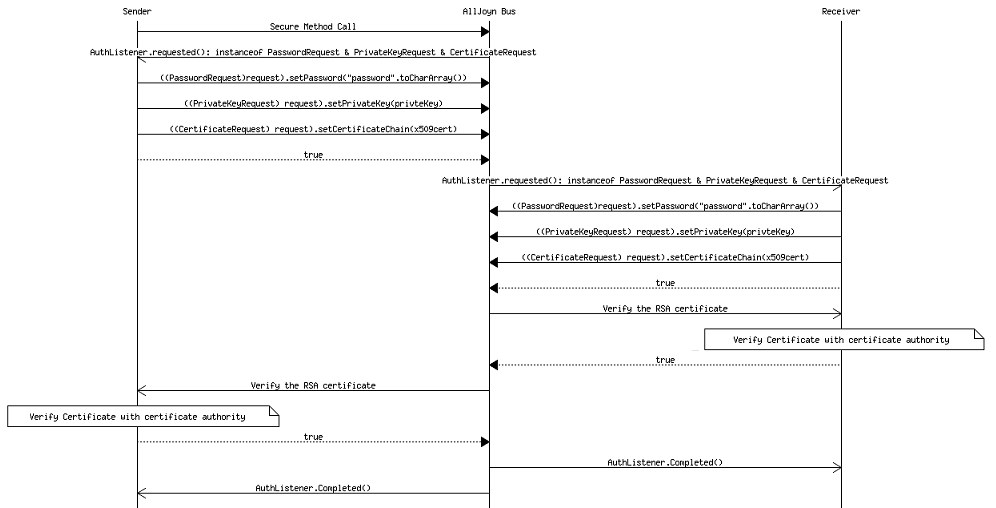 Sender AllJoyn Bus Receiver
Secure Method Call
AuthListener.requested(): instanceof PasswordRequest & PrivateKeyRequest & CertificateRequest
((PasswordRequest)request).setPassword("password".toCharArray())
((PrivateKeyRequest) request).setPrivateKey(privteKey)
((CertificateRequest) request).setCertificateChain(x509cert)
true
AuthListener.requested(): instanceof PasswordRequest & PrivateKeyRequest & CertificateRequest
((PasswordRequest)request).setPassword("password".toCharArray())
((PrivateKeyRequest) request).setPrivateKey(privteKey)
((CertificateRequest) request).setCertificateChain(x509cert)
true
Verify the RSA certificate
Verify Certificate with certificate authority
true
Verify the RSA certificate
Verify Certificate with certificate authority
true
AuthListener.Completed()
AuthListener.Completed()